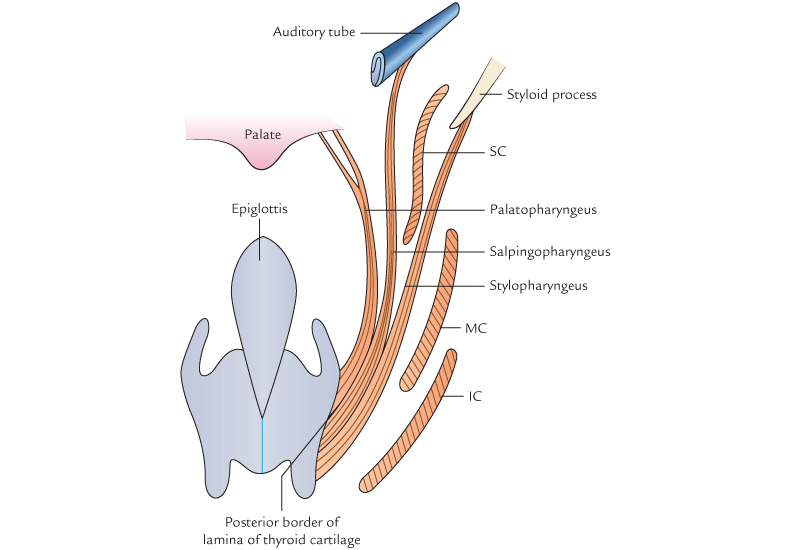 Auditory tube
Styloid process
Palate
SC
Epiglottis
Palatopharyngeus
Salpingopharyngeus
Stylopharyngeus
MC
IC
Posterior border of
lamina of thyroid cartilage